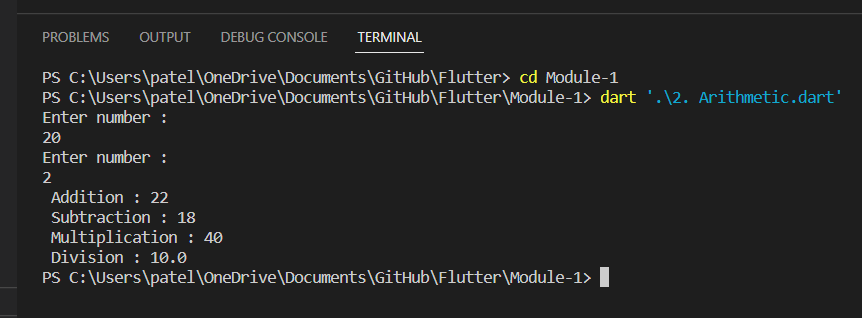 PROBLEMS OUTPUT DEBUG CONSOLE TERMINAL
PS C:\Users\patel\OneDrive\Documents\GitHub\Flutter> cd Module-1
PS C:\Users\patel\OneDrive\Documents\GitHub\Flutter\Module-1> dart '.\2. Arithmetic.dart'
Enter number :
20
Enter number :
2
 Addition : 22
 Subtraction : 18
 Multiplication : 40
 Division : 10.0
PS C:\Users\patel\OneDrive\Documents\GitHub\Flutter\Module-1>